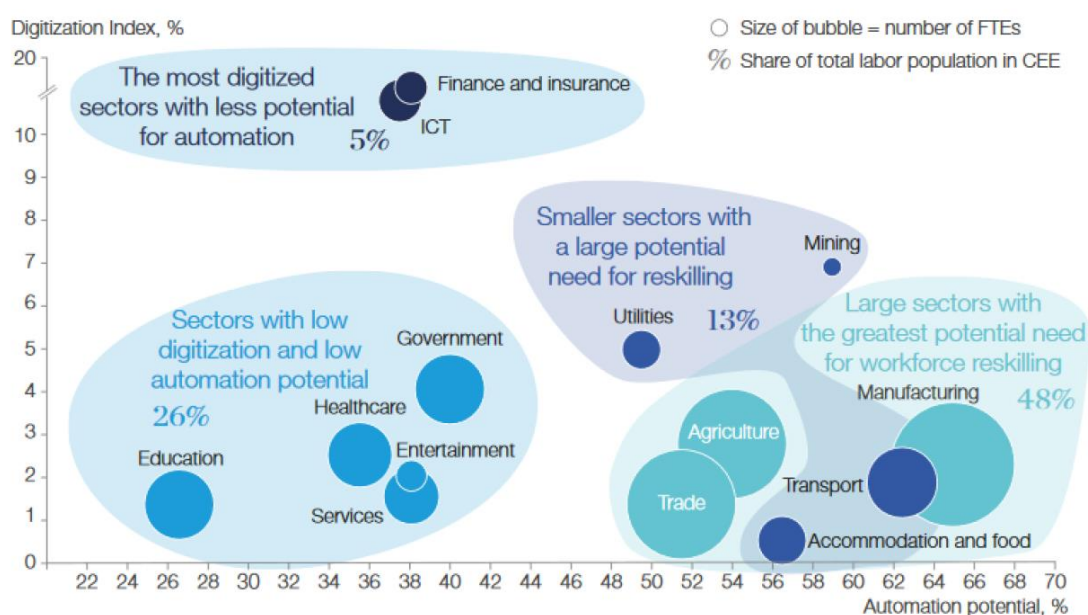 Digitization Index, %
Size of bubble = number of FTEs
% Share of total labor population in CEE
20
10
9
8
7
6
5
4
3
2
1
0
The most digitized
sectors with less potential
for automation
5%
Finance and insurance
ICT
Smaller sectors with
a large potential
need for reskilling
13%
Mining
Utilities
Sectors with low
digitization and low
automation potential
26%
Government
Healthcare
Entertainment
Education
Services
Large sectors with
the greatest potential need
for workforce reskilling
48%
Manufacturing
Agriculture
Trade
Transport
Accommodation and food
22 24 26 28 30 32 34 36 38 40 42 44 46 48 50 52 54 56 58 60 62 64 66 68 70
Automation potential, %